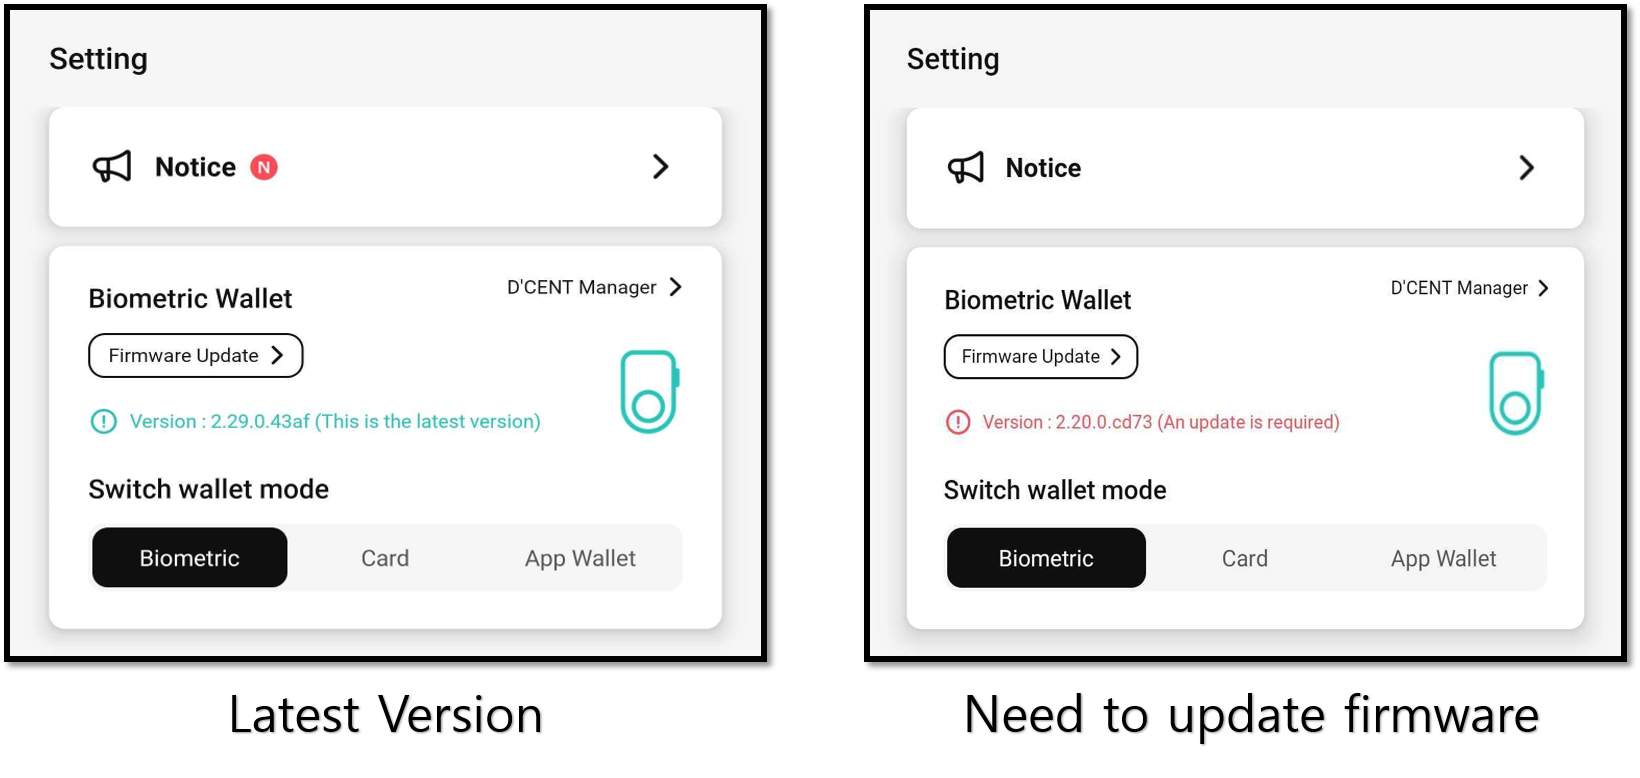 Setting
Notice N
D'CENT Manager
Biometric Wallet
Firmware Update
Version : 2.29.0.43af (This is the latest version)
Switch wallet mode
Biometric Card App Wallet
Latest Version
Setting
Notice
D'CENT Manager
Biometric Wallet
Firmware Update
Version : 2.20.0.cd73 (An update is required)
Switch wallet mode
Biometric Card App Wallet
Need to update firmware